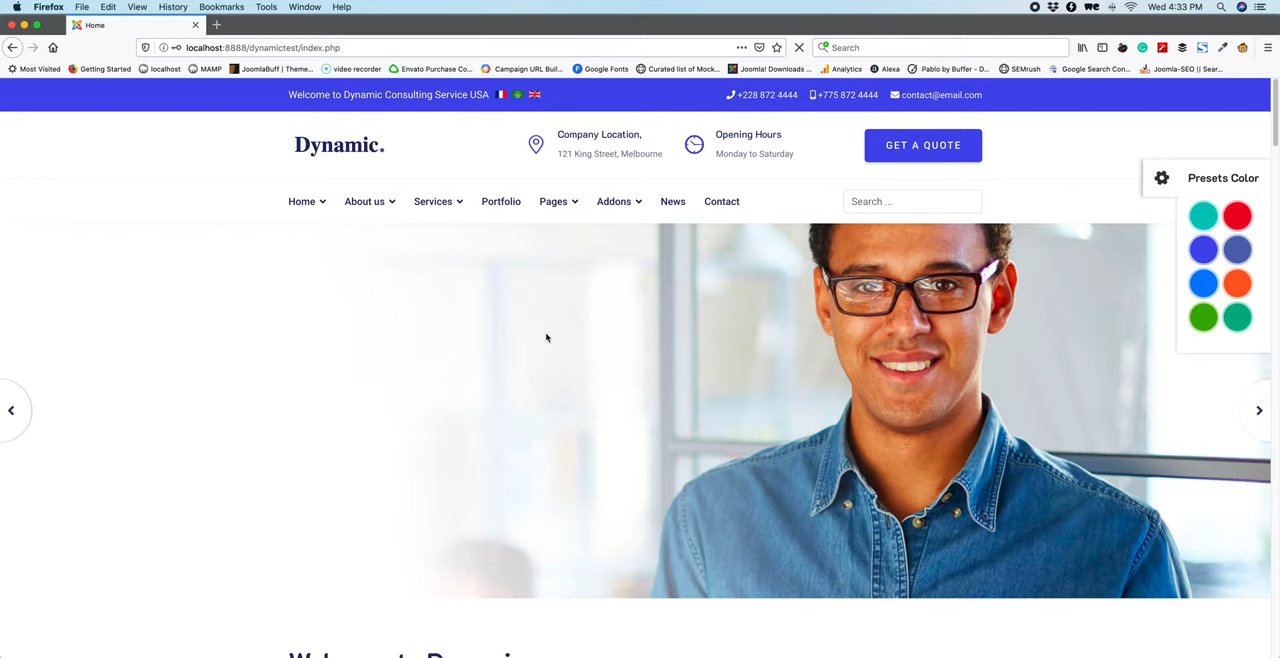 Firefox File Edit View History Bookmarks Tools Window Help Wed 4:33 PM
Home
localhost:8888/dynamictest/index.php Search
Most Visited Getting Started localhost MAMP JoomlaBuff | Theme... video recorder Envato Purchase Co... Campaign URL Buil... Google Fonts Curated list of Mock... Joomla! Downloads ... Analytics Alexa Pablo by Buffer - D... SEMrush Google Search Con... Joomla-SEO || Sear...
Welcome to Dynamic Consulting Service USA +228 872 4444 +775 872 4444 contact@email.com
Dynamic.
Company Location,
121 King Street, Melbourne
Opening Hours
Monday to Saturday
GET A QUOTE
Presets Color
Home About us Services Portfolio Pages Addons News Contact Search ...